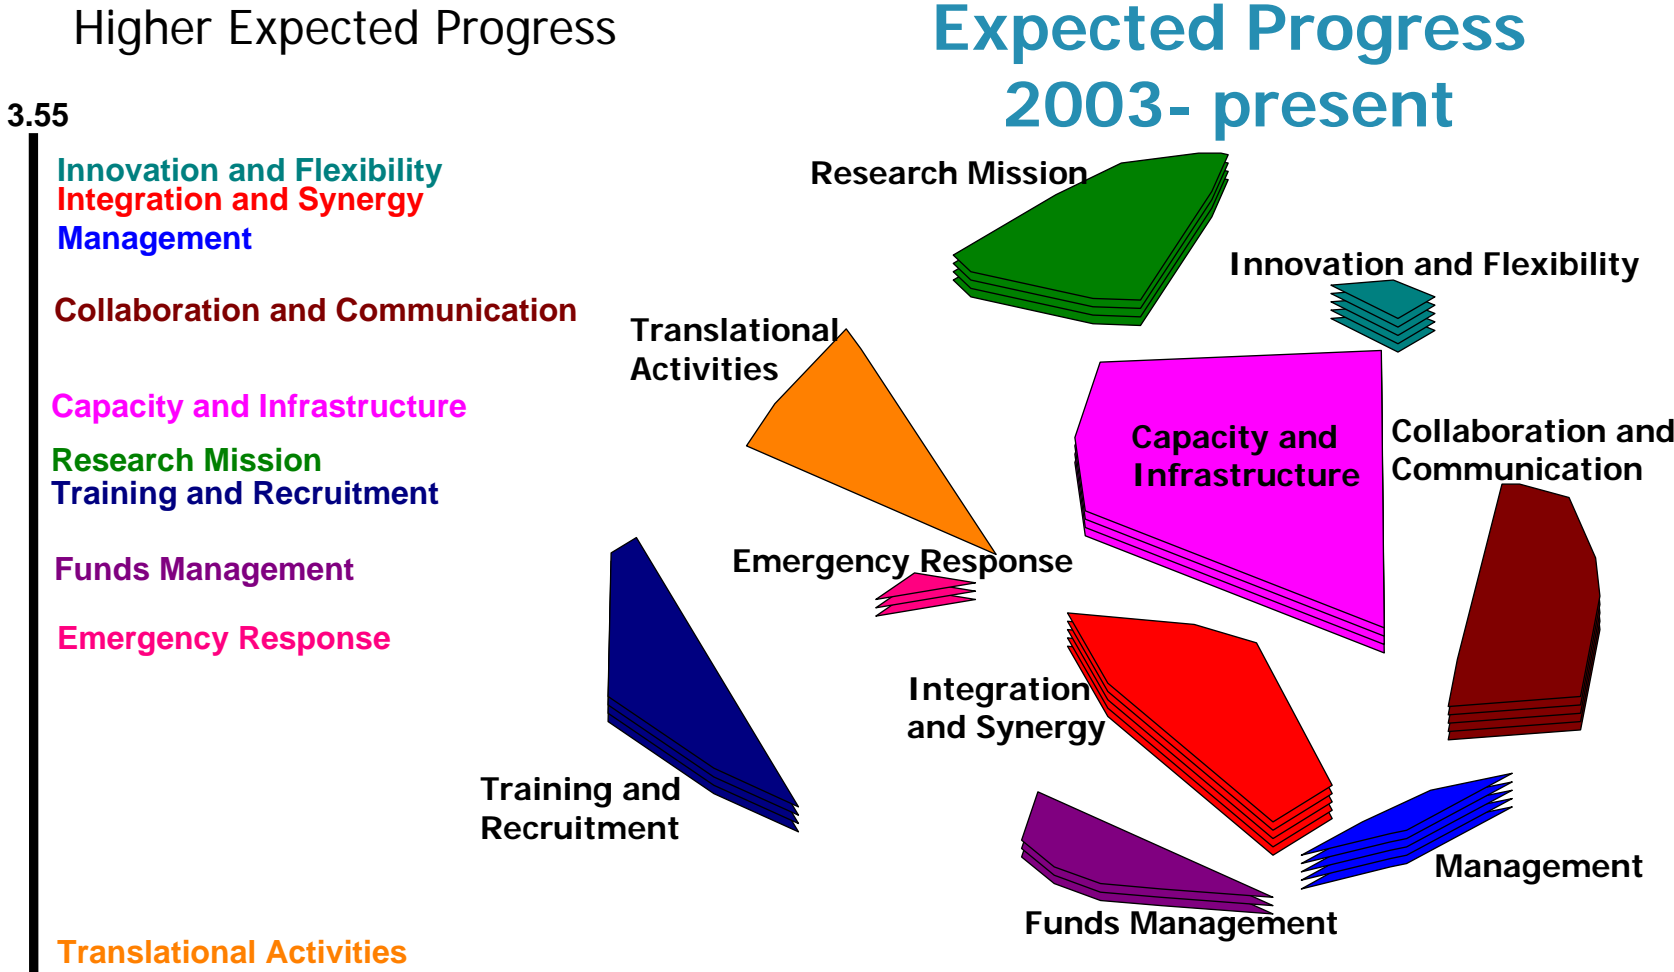 Higher Expected Progress
Expected Progress
2003- present
3.55
Innovation and Flexibility
Integration and Synergy
Management
Collaboration and Communication
Capacity and Infrastructure
Research Mission
Training and Recruitment
Funds Management
Emergency Response
Translational Activities
Research Mission
Innovation and Flexibility
Translational
Activities
Capacity and
Infrastructure
Collaboration and
Communication
Emergency Response
Integration
and Synergy
Training and
Recruitment
Management
Funds Management